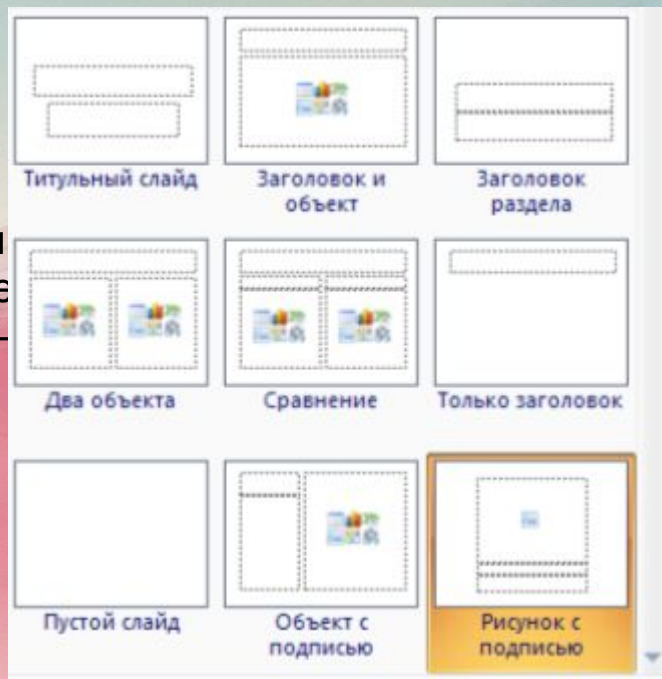 Титульный слайд
Заголовок и
объект
Заголовок
раздела
Два объекта
Сравнение
Только заголовок
Пустой слайд
Объект с
подписью
Рисунок с
подписью